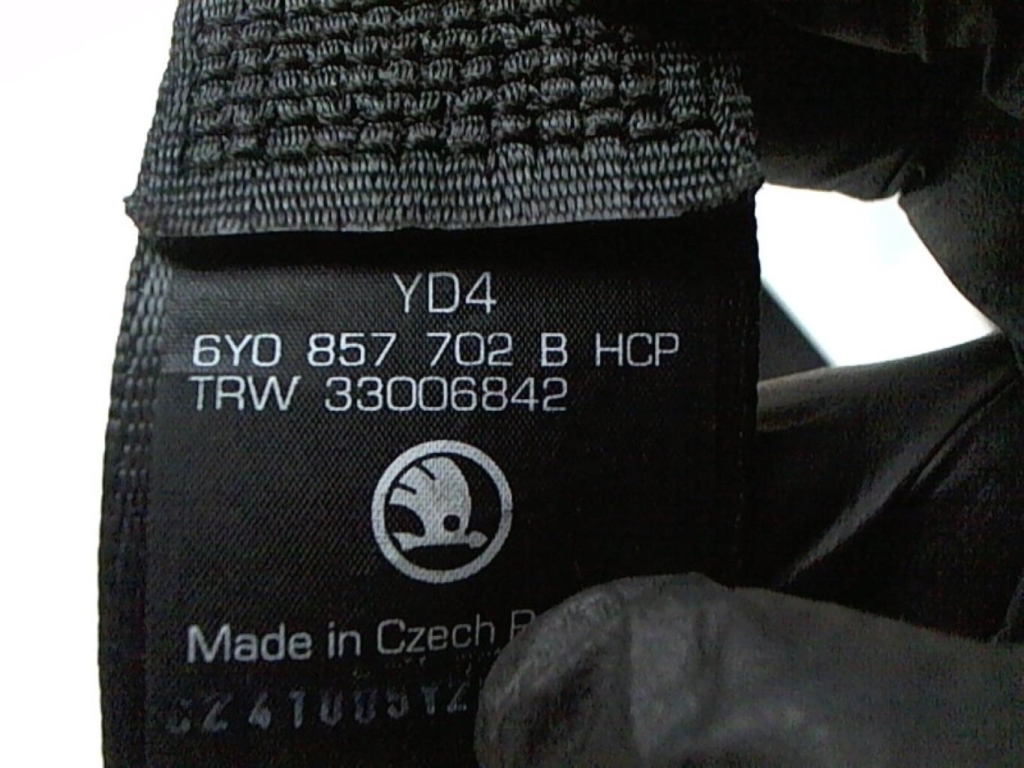 YD4
6Y0 857 702 B HCP
TRW 33006842
Made in Czech